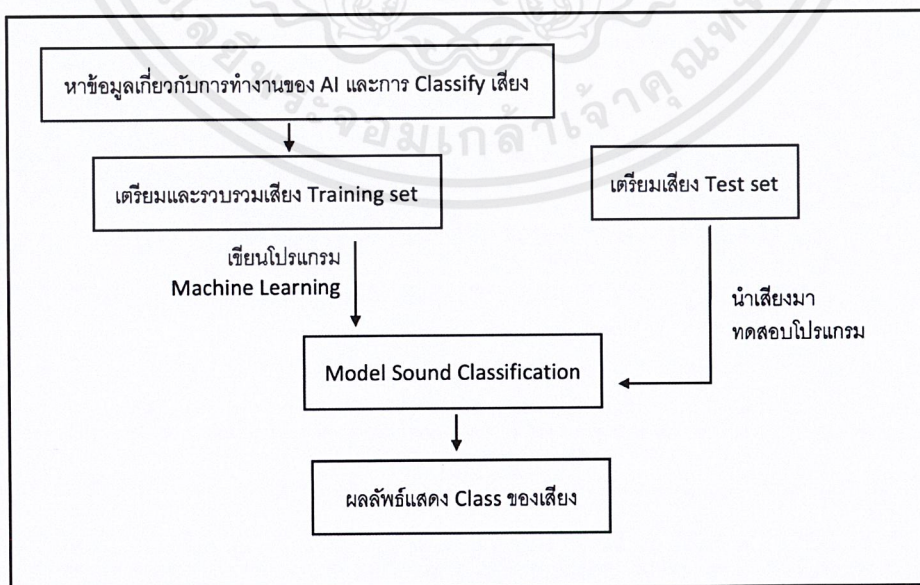 หาข้อมูลเกี่ยวกับการทำงานของ AI และการ Classify เสียง
เตรียมและรวบรวมเสียง Training set
เตรียมเสียง Test set
เขียนโปรแกรม
Machine Learning
นำเสียงมา
ทดสอบโปรแกรม
Model Sound Classification
ผลลัพธ์แสดง Class ของเสียง